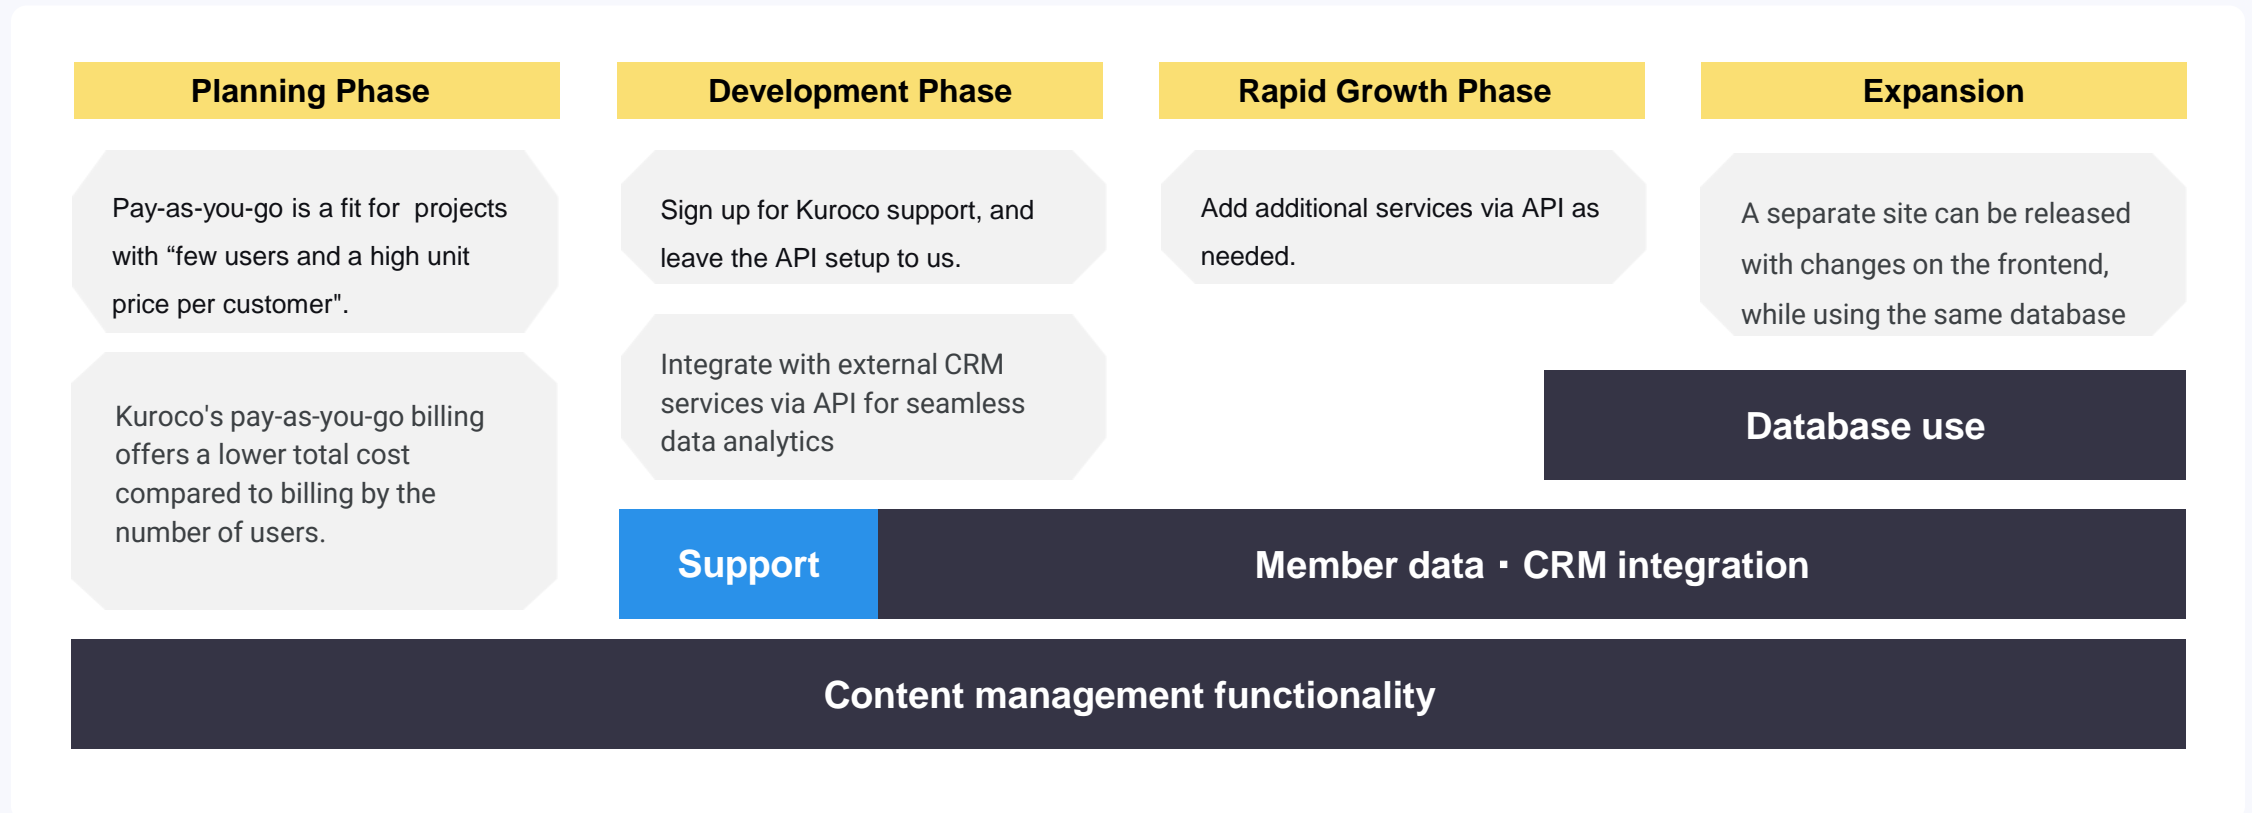 Planning Phase
Pay-as-you-go is a fit for  projects
with “few users and a high unit
price per customer".
Kuroco's pay-as-you-go billing
offers a lower total cost
compared to billing by the
number of users.
Development Phase
Sign up for Kuroco support, and
leave the API setup to us.
Integrate with external CRM
services via API for seamless
data analytics
Rapid Growth Phase
Add additional services via API as
needed.
Expansion
A separate site can be released
with changes on the frontend,
while using the same database
Database use
Support
Member data・CRM integration
Content management functionality